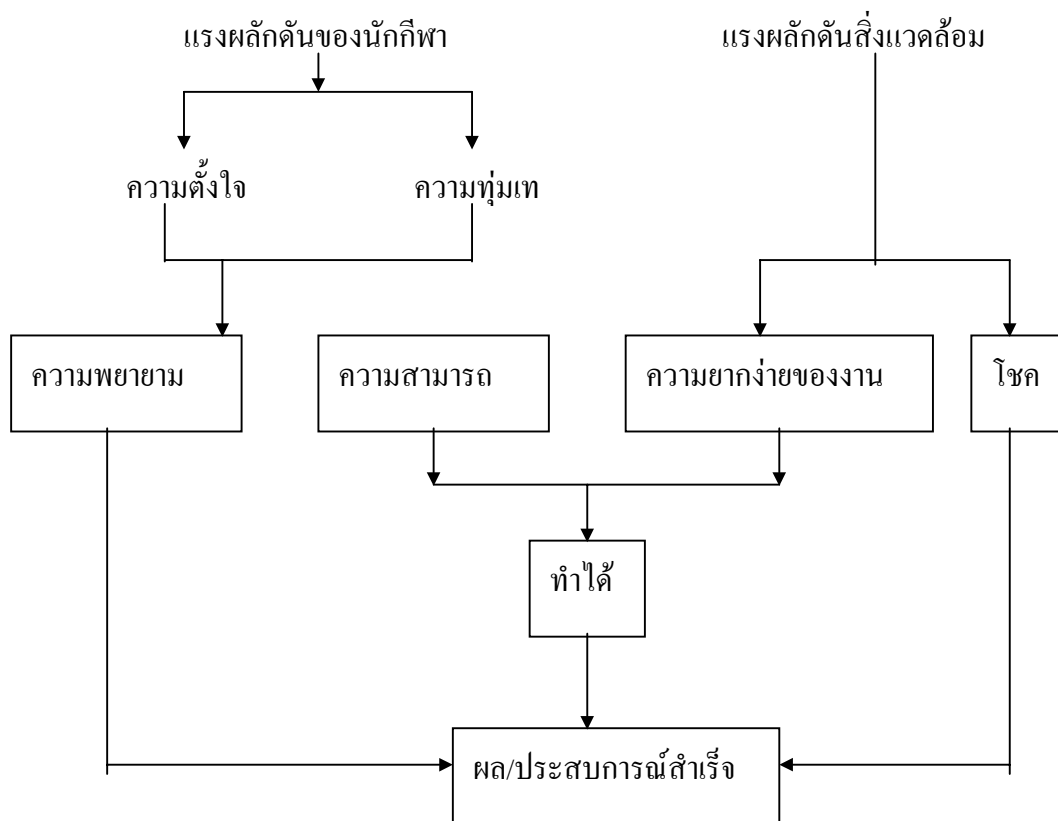 แรงผลักดันของนักกีฬา
แรงผลักดันสิ่งแวดล้อม
ความตั้งใจ
ความทุ่มเท
ความพยายาม
ความสามารถ
ความยากง่ายของงาน
โชค
ทำได้
ผล/ประสบการณ์สำเร็จ